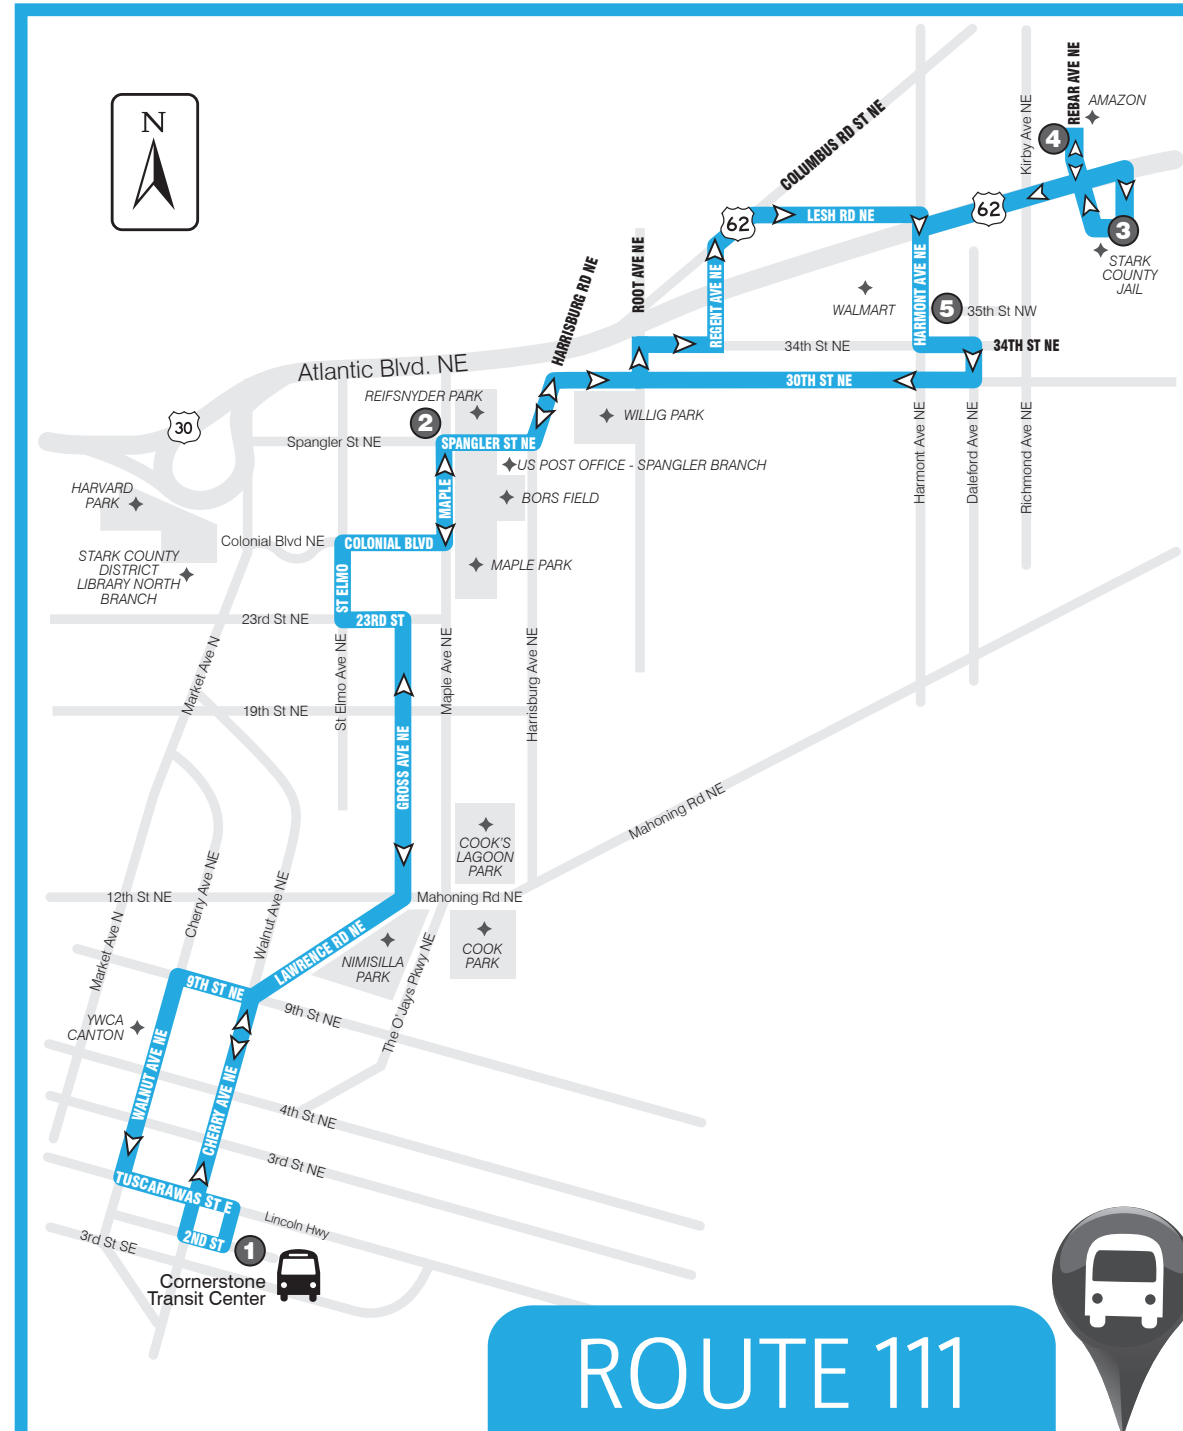 N
REBAR AVE NE
AMAZON
Kirby Ave NE
4
COLUMBUS RD ST NE
62
LESH RD NE
62
3
STARK
COUNTY
JAIL
HARRISBURG RD NE
ROOT AVE NE
REGENT AVE NE
HARMONT AVE NE
WALMART
5
35th St NW
34th St NE
34TH ST NE
Atlantic Blvd. NE
30TH ST NE
REIFSNYDER PARK
30
2
WILLIG PARK
Spangler St NE
SPANGLER ST NE
US POST OFFICE - SPANGLER BRANCH
Harmont Ave NE
Daleford Ave NE
Richmond Ave NE
HARVARD
PARK
MAPLE
BORS FIELD
Colonial Blvd NE
COLONIAL BLVD
STARK COUNTY
DISTRICT
LIBRARY NORTH
BRANCH
MAPLE PARK
ST ELMO
23rd St NE
23RD ST
Market Ave N
St Elmo Ave NE
Maple Ave NE
Harrisburg Ave NE
19th St NE
GROSS AVE NE
Mahoning Rd NE
COOK'S
LAGOON
PARK
12th St NE
Cherry Ave NE
Walnut Ave NE
Mahoning Rd NE
Market Ave N
LAWRENCE RD NE
NIMISILLA
PARK
COOK
PARK
The O'Jays Pkwy NE
9TH ST NE
9th St NE
YWCA
CANTON
WALNUT AVE NE
CHERRY AVE NE
4th St NE
3rd St NE
TUSCARAWAS ST E
Lincoln Hwy
3rd St SE
2ND ST
1
Cornerstone
Transit Center
ROUTE 111